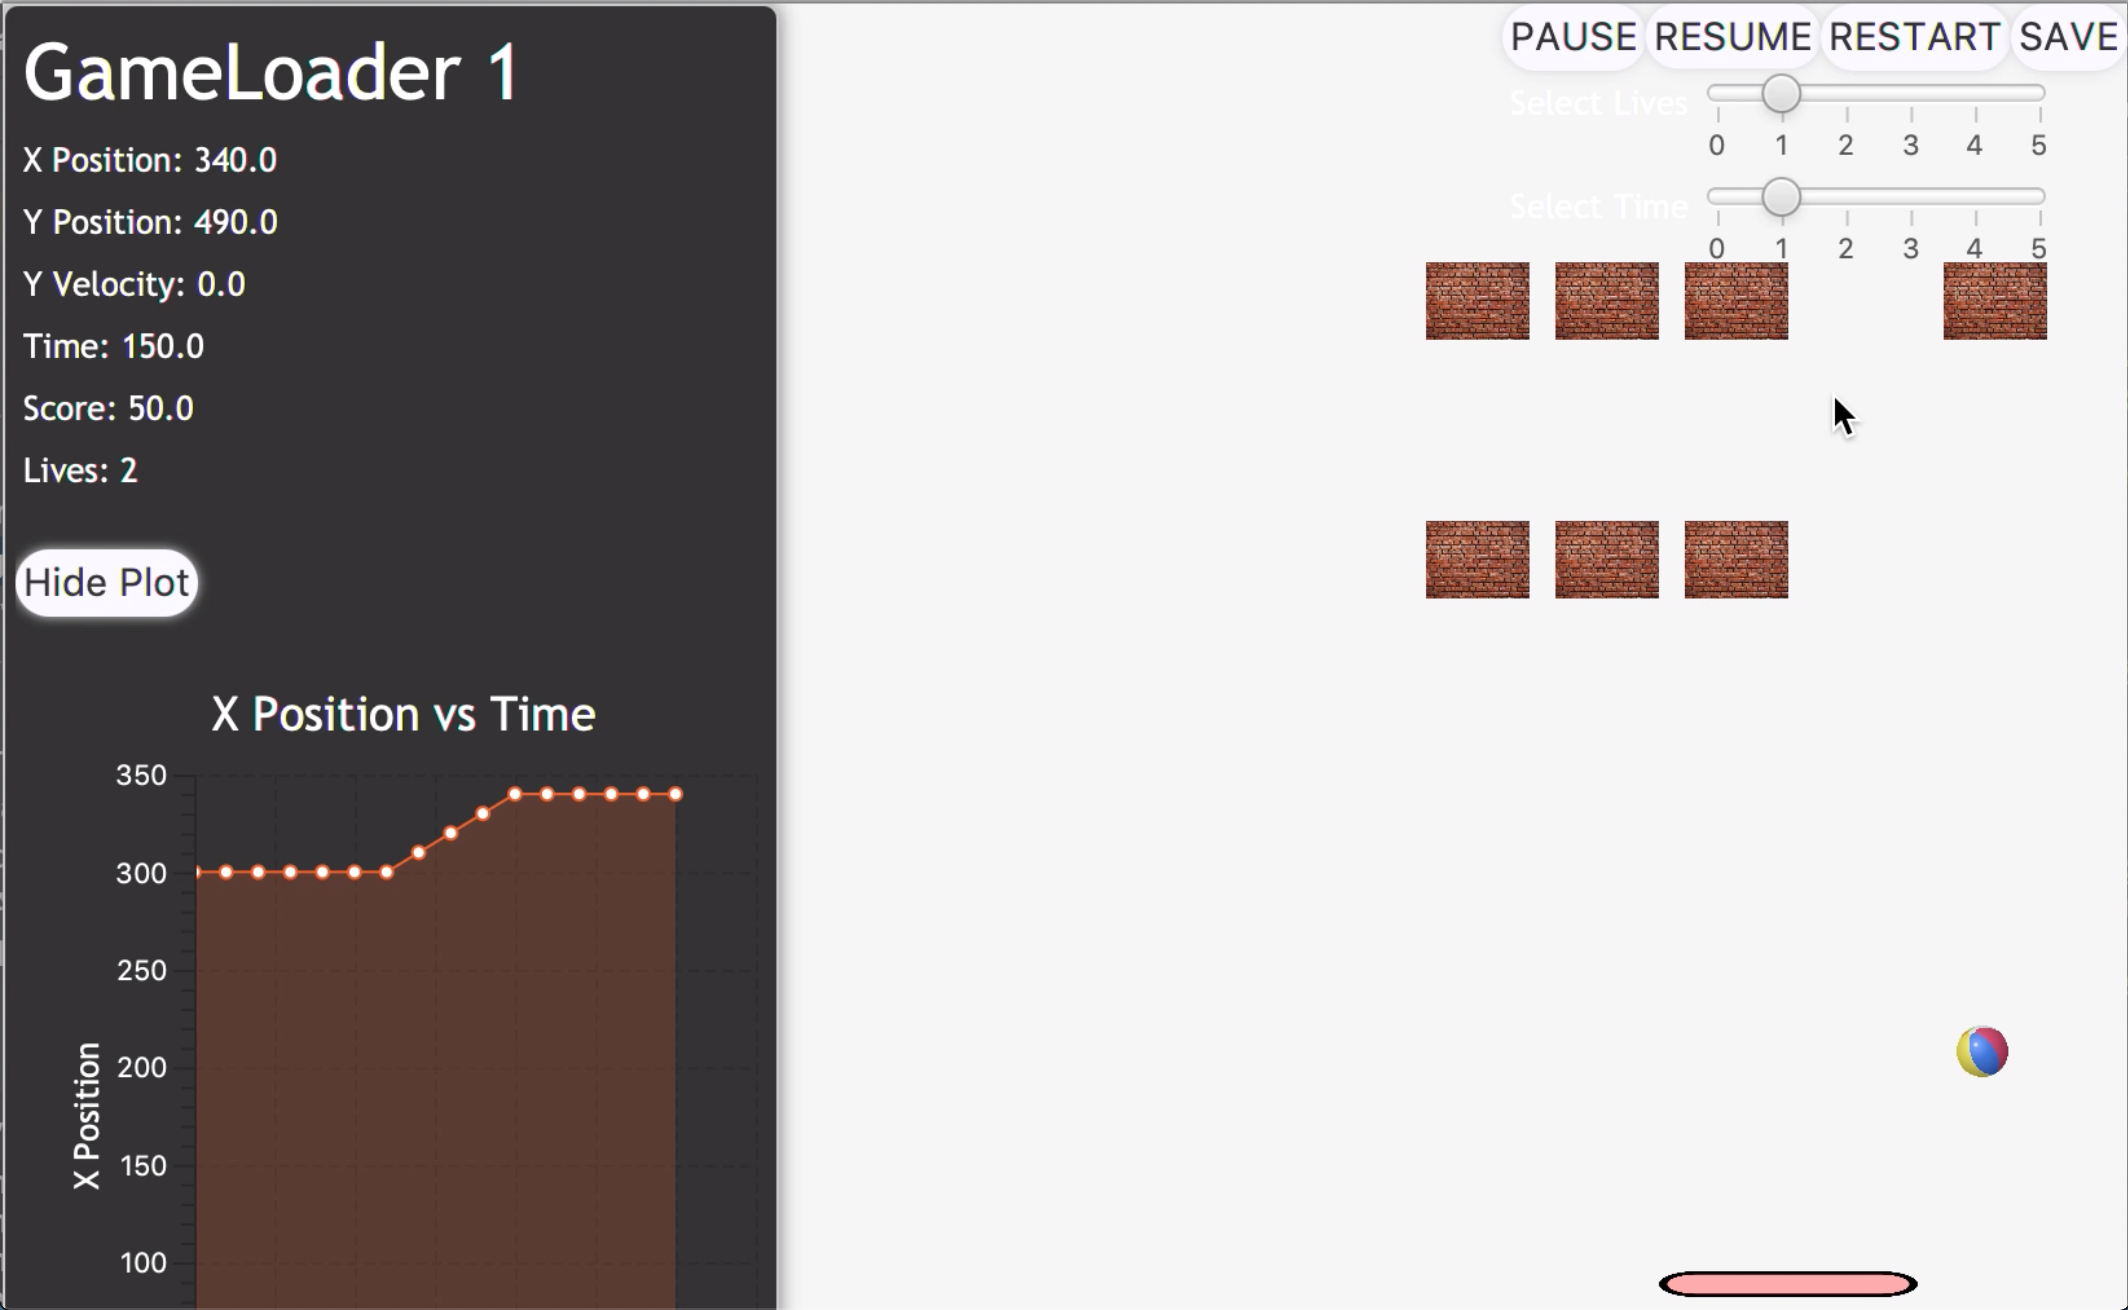 GameLoader 1
X Position: 340.0
Y Position: 490.0
Y Velocity: 0.0
Time: 150.0
Score: 50.0
Lives: 2
Hide Plot
X Position vs Time
350
300
250
200
150
100
X Position
PAUSE RESUME RESTART SAVE
Select Lives
0 1 2 3 4 5
Select Time
0 1 2 3 4 5